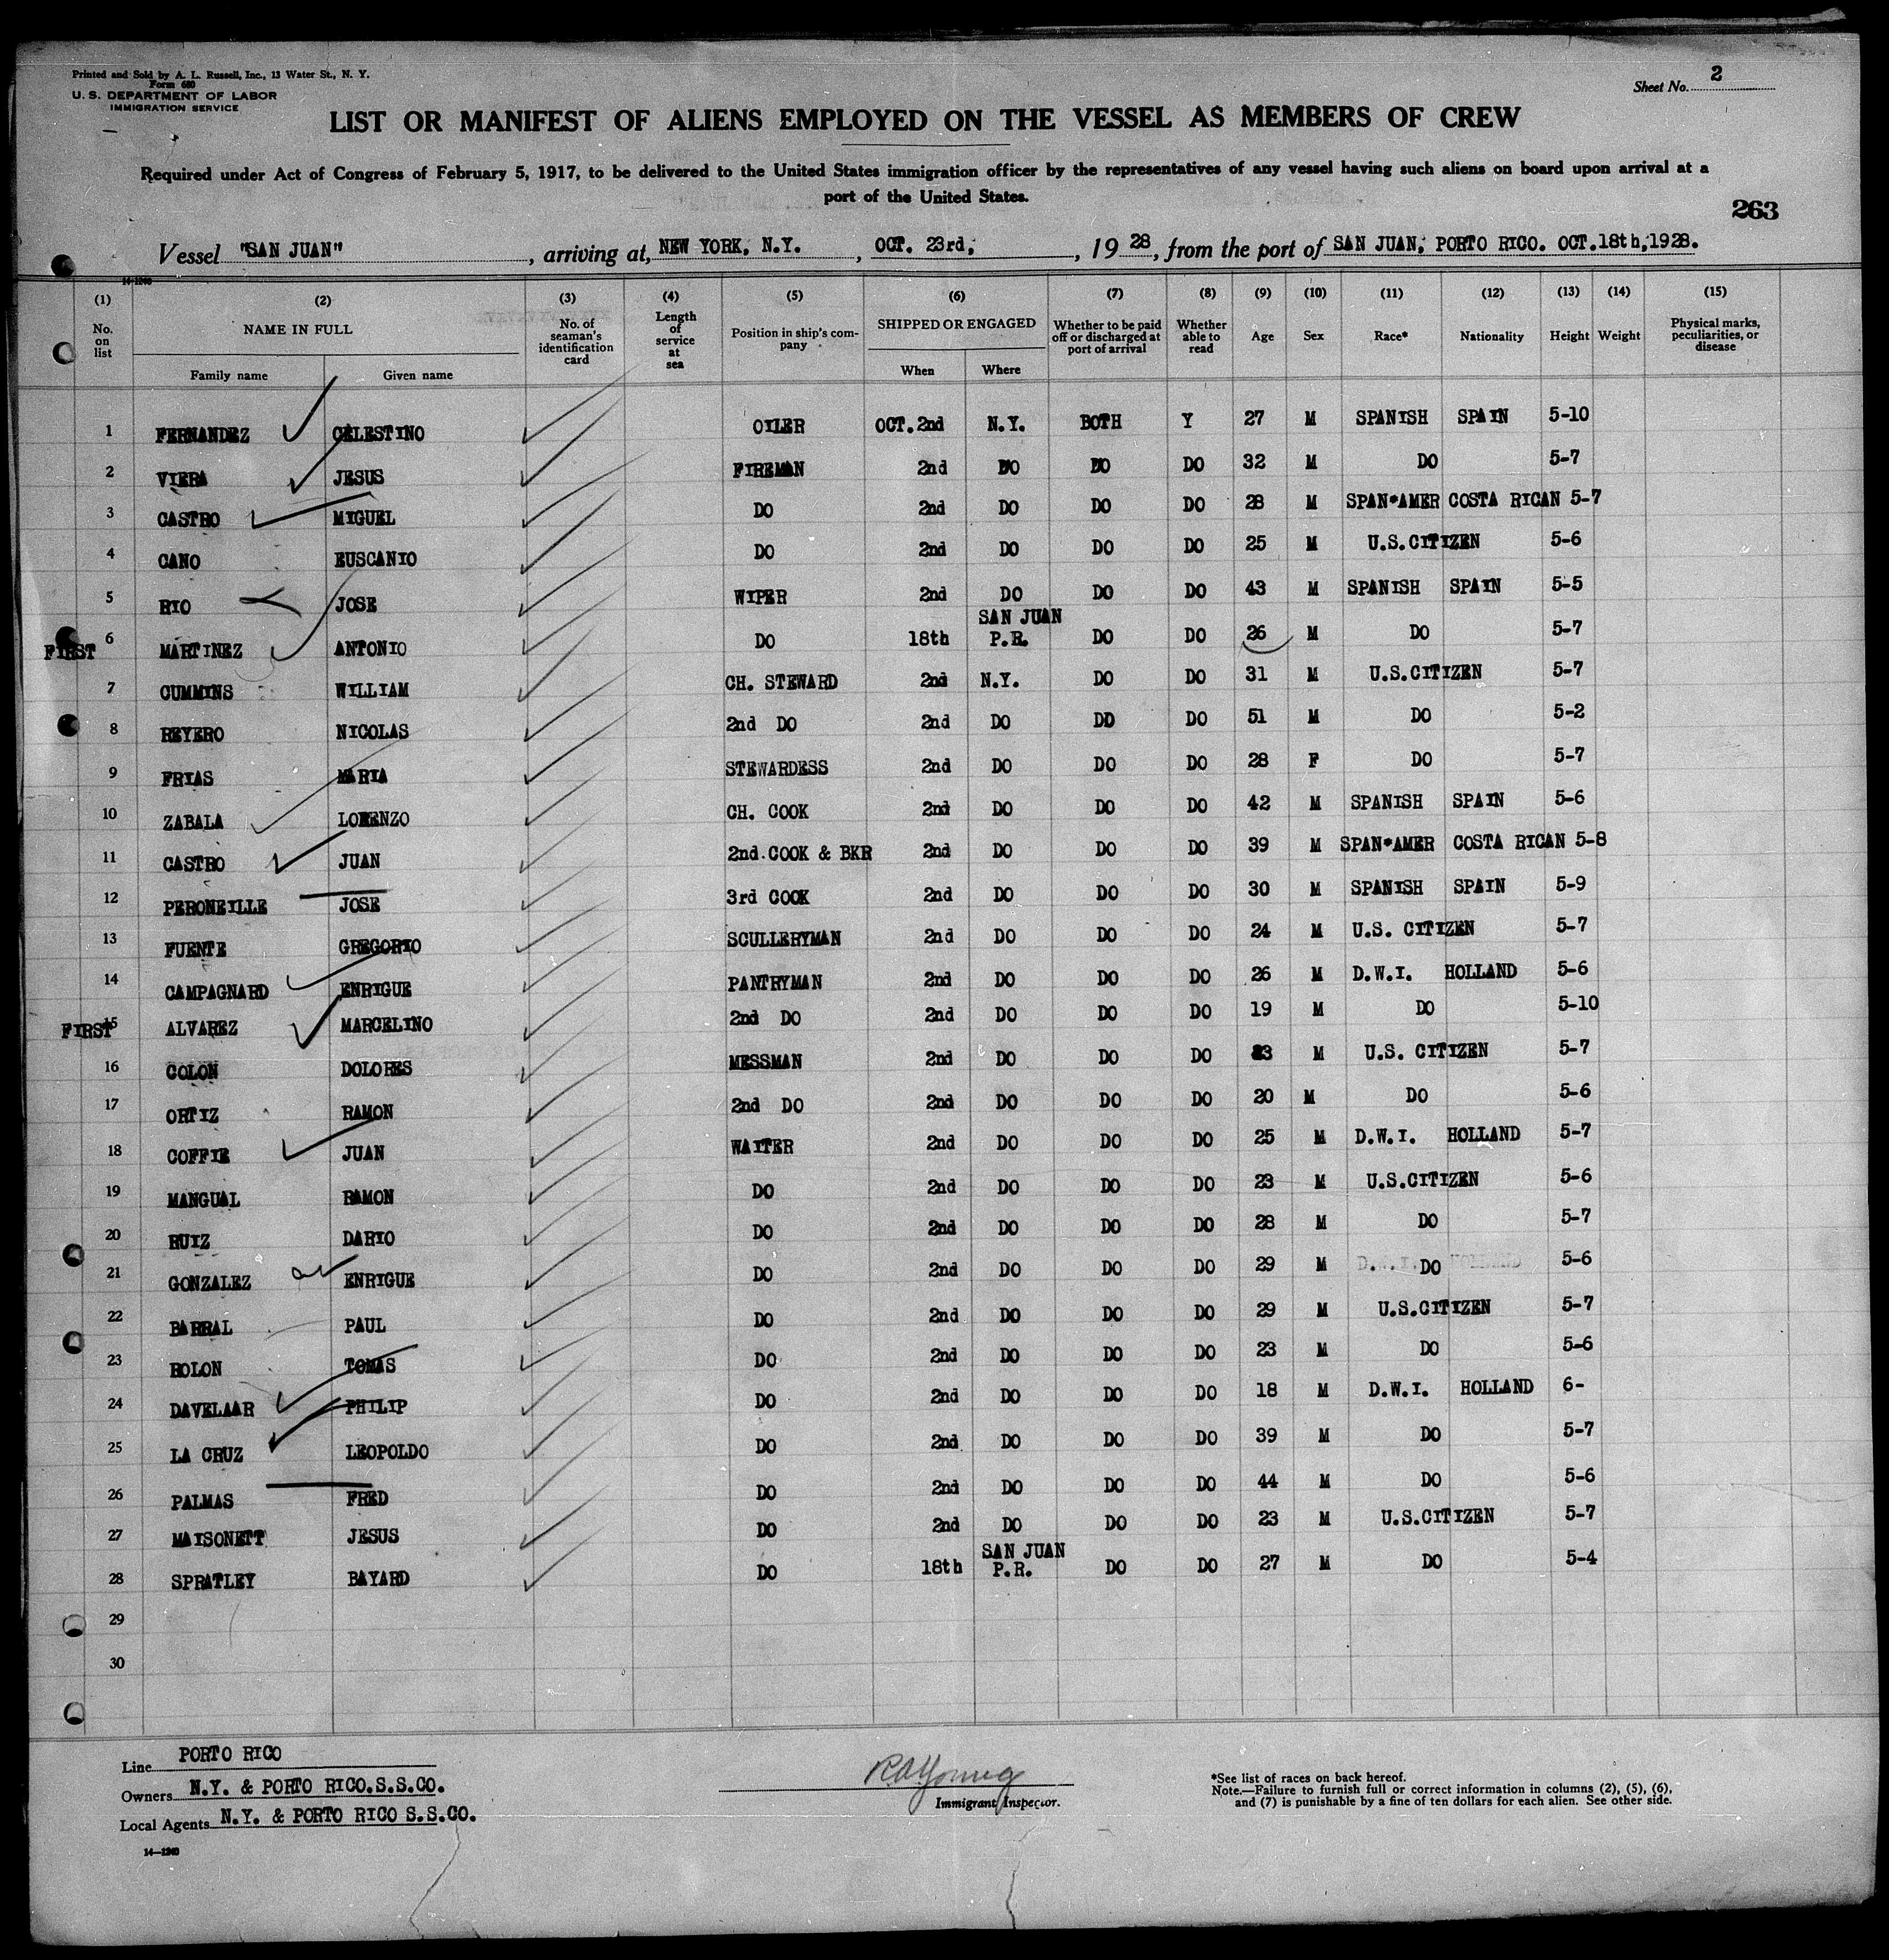 Printed and Sold by A. L. Russell, Inc., 13 Water St., N. Y.
Form 680
U. S. DEPARTMENT OF LABOR
IMMIGRATION SERVICE
Sheet No. 2
LIST OR MANIFEST OF ALIENS EMPLOYED ON THE VESSEL AS MEMBERS OF CREW
Required under Act of Congress of February 5, 1917, to be delivered to the United States immigration officer by the representatives of any vessel having such aliens on board upon arrival at a
port of the United States.
263
Vessel "SAN JUAN", arriving at, NEW YORK, N.Y., OCT. 23rd, , 19 28, from the port of SAN JUAN, PORTO RICO. OCT.18th,1928.
14-1240
(1) (2) (3) (4) (5) (6) (7) (8) (9) (10) (11) (12) (13) (14) (15)
No. on list NAME IN FULL No. of seaman's identification card Length of service at sea Position in ship's company SHIPPED OR ENGAGED Whether to be paid off or discharged at port of arrival Whether able to read Age Sex Race* Nationality Height Weight Physical marks, peculiarities, or disease
Family name Given name When Where
1 FERNANDEZ CELESTINO OILER OCT. 2nd N.Y. BOTH Y 27 M SPANISH SPAIN 5-10
2 VIERA JESUS FIREMAN 2nd DO DO DO 32 M DO 5-7
3 CASTRO MIGUEL DO 2nd DO DO DO 28 M SPAN*AMER COSTA RICAN 5-7
4 CANO EUSCANIO DO 2nd DO DO DO 25 M U.S.CITIZEN 5-6
5 RIO JOSE WIPER 2nd DO DO DO 43 M SPANISH SPAIN 5-5
FIRST 6 MARTINEZ ANTONIO DO 18th SAN JUAN P.R. DO DO 26 M DO 5-7
7 CUMMINS WILLIAM CH. STEWARD 2nd N.Y. DO DO 31 M U.S.CITIZEN 5-7
8 REYERO NICOLAS 2nd DO 2nd DO DD DO 51 M DO 5-2
9 FRIAS MARIA STEWARDESS 2nd DO DO DO 28 F DO 5-7
10 ZABALA LORENZO CH. COOK 2nd DO DO DO 42 M SPANISH SPAIN 5-6
11 CASTRO JUAN 2nd.COOK & BKR 2nd DO DO DO 39 M SPAN*AMER COSTA RICAN 5-8
12 PERONEILLE JOSE 3rd COOK 2nd DO DO DO 30 M SPANISH SPAIN 5-9
13 FUENTE GREGORIO SCULLERYMAN 2nd DO DO DO 24 M U.S. CITIZEN 5-7
14 CAMPAGNARD ENRIGUE PANTRYMAN 2nd DO DO DO 26 M D.W.I. HOLLAND 5-6
FIRST 15 ALVAREZ MARCELINO 2nd DO 2nd DO DO DO 19 M DO 5-10
16 COLON DOLORES MESSMAN 2nd DO DO DO 23 M U.S. CITIZEN 5-7
17 ORTIZ RAMON 2nd DO 2nd DO DO DO 20 M DO 5-6
18 COFFIE JUAN WAITER 2nd DO DO DO 25 M D.W.I. HOLLAND 5-7
19 MANGUAL RAMON DO 2nd DO DO DO 23 M U.S.CITIZEN 5-6
20 RUIZ DARIO DO 2nd DO DO DO 28 M DO 5-7
21 GONZALEZ ENRIGUE DO 2nd DO DO DO 29 M DO 5-6
22 BARRAL PAUL DO 2nd DO DO DO 29 M U.S.CITIZEN 5-7
23 ROLON TOMAS DO 2nd DO DO DO 23 M DO 5-6
24 DAVELAAR PHILIP DO 2nd DO DO DO 18 M D.W.I. HOLLAND 6-
25 LA CRUZ LEOPOLDO DO 2nd. DO DO DO 39 M DO 5-7
26 PALMAS FRED DO 2nd DO DO DO 44 M DO 5-6
27 MAISONETT JESUS DO 2nd DO DO DO 23 M U.S.CITIZEN 5-7
28 SPRATLEY BAYARD DO 18th SAN JUAN P.R. DO DO 27 M DO 5-4
29
30
Line PORTO RICO
Owners N.Y. & PORTO RICO.S.S.CO.
Local Agents N.Y. & PORTO RICO S.S.CO.
14-1240
RAYoung
Immigrant Inspector.
*See list of races on back hereof.
Note.—Failure to furnish full or correct information in columns (2), (5), (6),
and (7) is punishable by a fine of ten dollars for each alien. See other side.